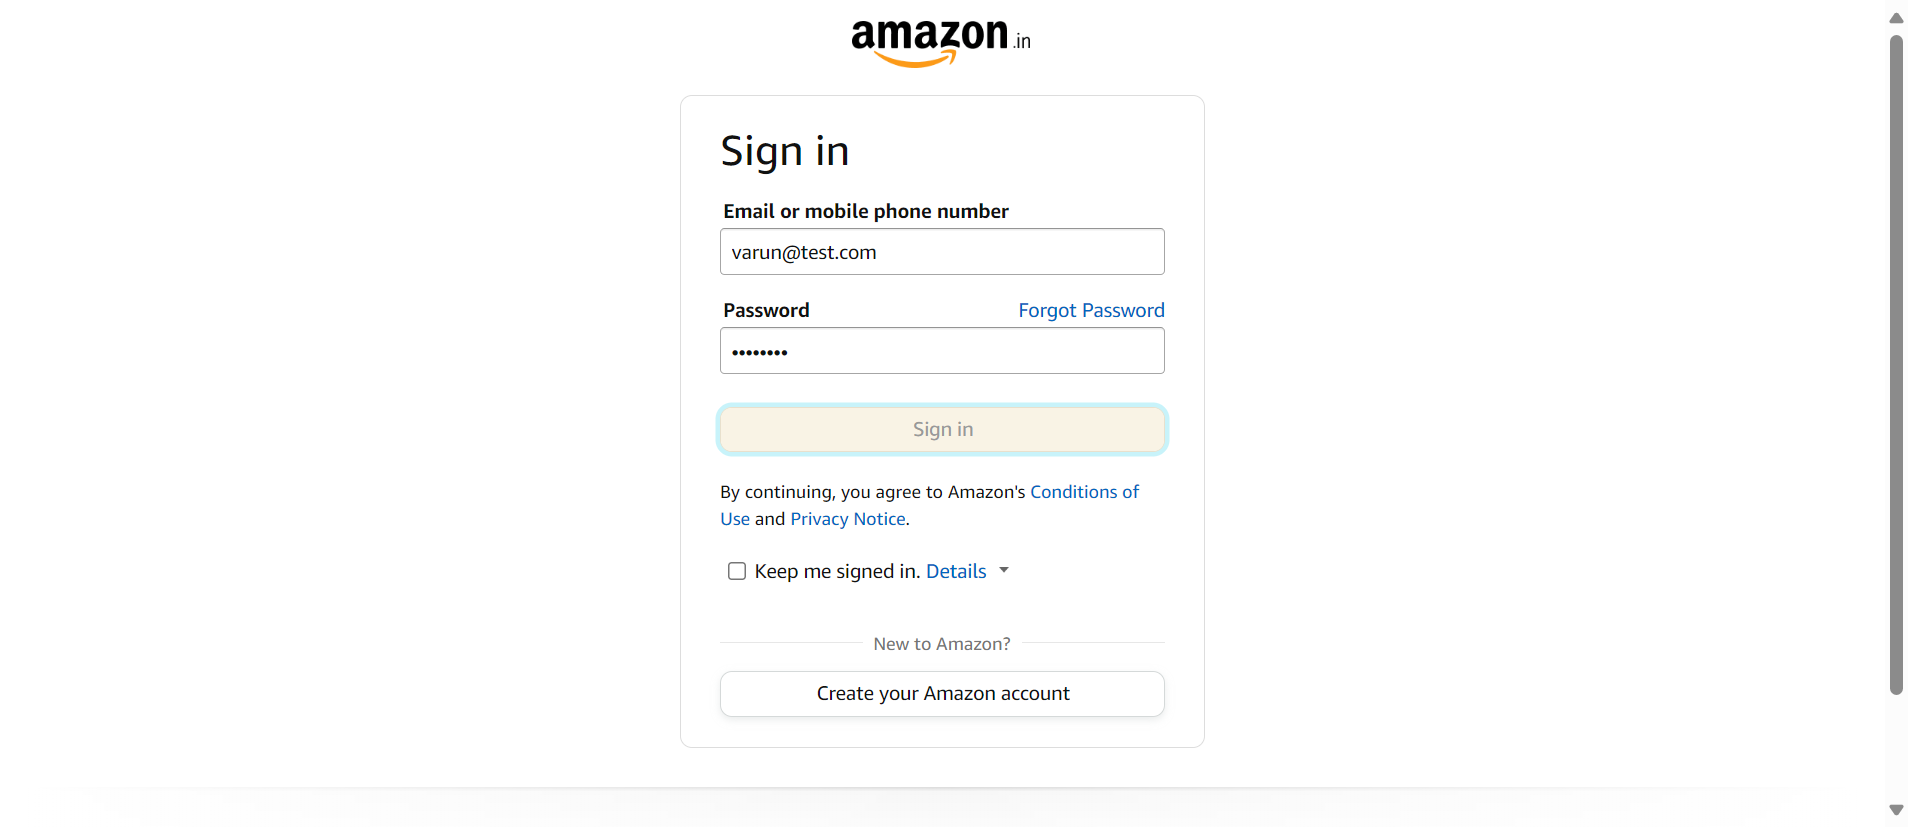 amazon.in
Sign in
Email or mobile phone number
varun@test.com
Password Forgot Password
••••••••
Sign in
By continuing, you agree to Amazon's Conditions of
Use and Privacy Notice.
Keep me signed in. Details
New to Amazon?
Create your Amazon account